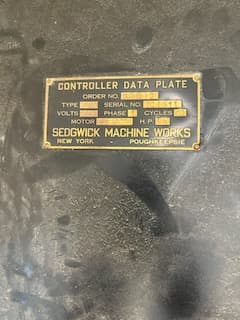 CONTROLLER DATA PLATE
ORDER NO.
TYPE SERIAL NO.
VOLTS PHASE CYCLES
MOTOR H.P.
SEDGWICK MACHINE WORKS
NEW YORK - POUGHKEEPSIE